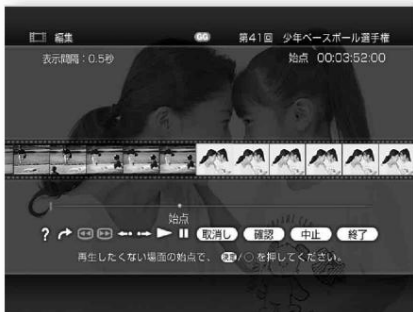 編集 GG 第41回 少年ベースボール選手権
表示間隔：0.5秒 始点 00:03:52:00
始点
? 取消し 確認 中止 終了
再生したくない場面の始点で、 決定/○ を押してください。